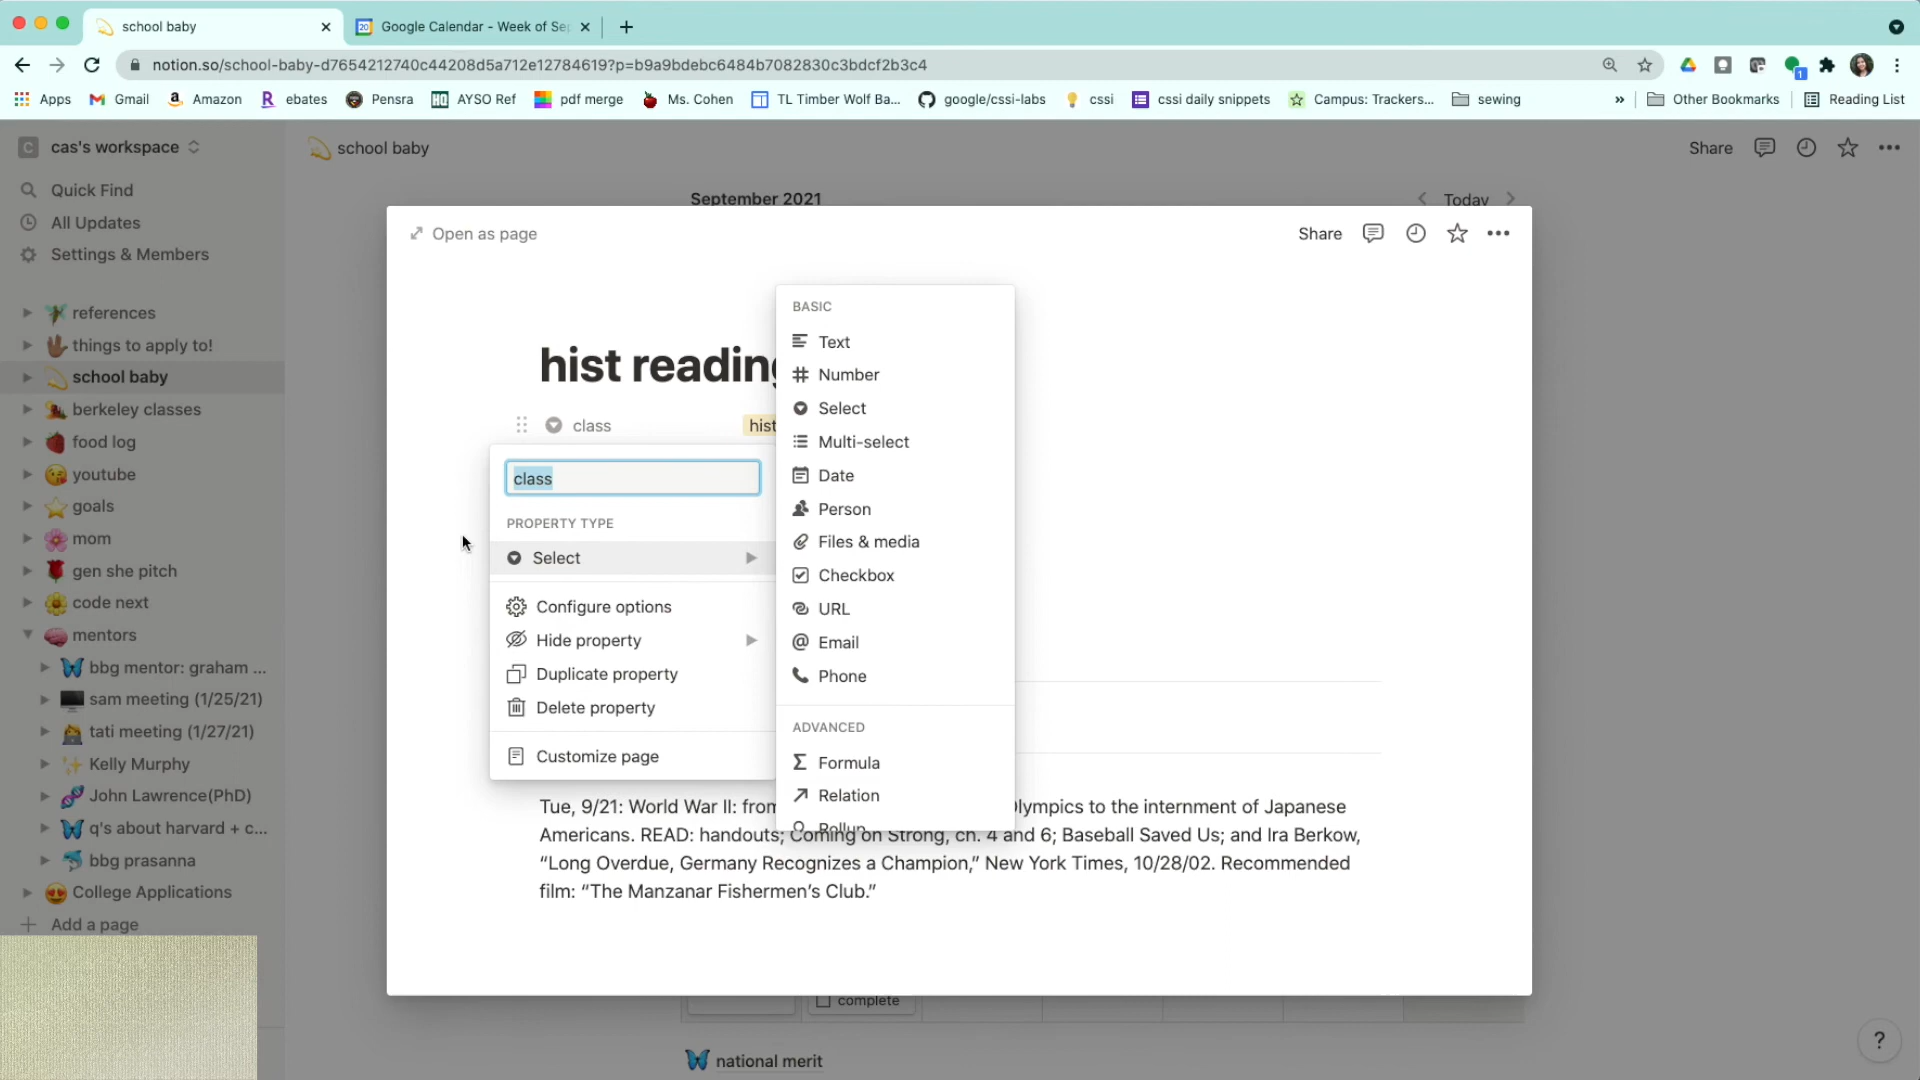 school baby
Google Calendar - Week of Se
notion.so/school-baby-d7654212740c44208d5a712e12784619?p=b9a9bdebc6484b7082830c3bdcf2b3c4
1
Apps
Gmail
Amazon
ebates
Pensra
AYSO Ref
pdf merge
Ms. Cohen
TL Timber Wolf Ba...
google/cssi-labs
cssi
cssi daily snippets
Campus: Trackers...
sewing
»
Other Bookmarks
Reading List
C cas's workspace
Quick Find
All Updates
Settings & Members
references
things to apply to!
school baby
berkeley classes
food log
youtube
goals
mom
gen she pitch
code next
mentors
bbg mentor: graham ...
sam meeting (1/25/21)
tati meeting (1/27/21)
Kelly Murphy
John Lawrence(PhD)
q's about harvard + c...
bbg prasanna
College Applications
Add a page
school baby
Share
September 2021
Today
Open as page
Share
hist reading
class
hist
class
PROPERTY TYPE
Select
Configure options
Hide property
Duplicate property
Delete property
Customize page
BASIC
Text
Number
Select
Multi-select
Date
Person
Files & media
Checkbox
URL
Email
Phone
ADVANCED
Formula
Relation
Rollup
Tue, 9/21: World War II: from Olympics to the internment of Japanese
Americans. READ: handouts; Coming on Strong, ch. 4 and 6; Baseball Saved Us; and Ira Berkow,
“Long Overdue, Germany Recognizes a Champion,” New York Times, 10/28/02. Recommended
film: “The Manzanar Fishermen’s Club.”
complete
national merit
?